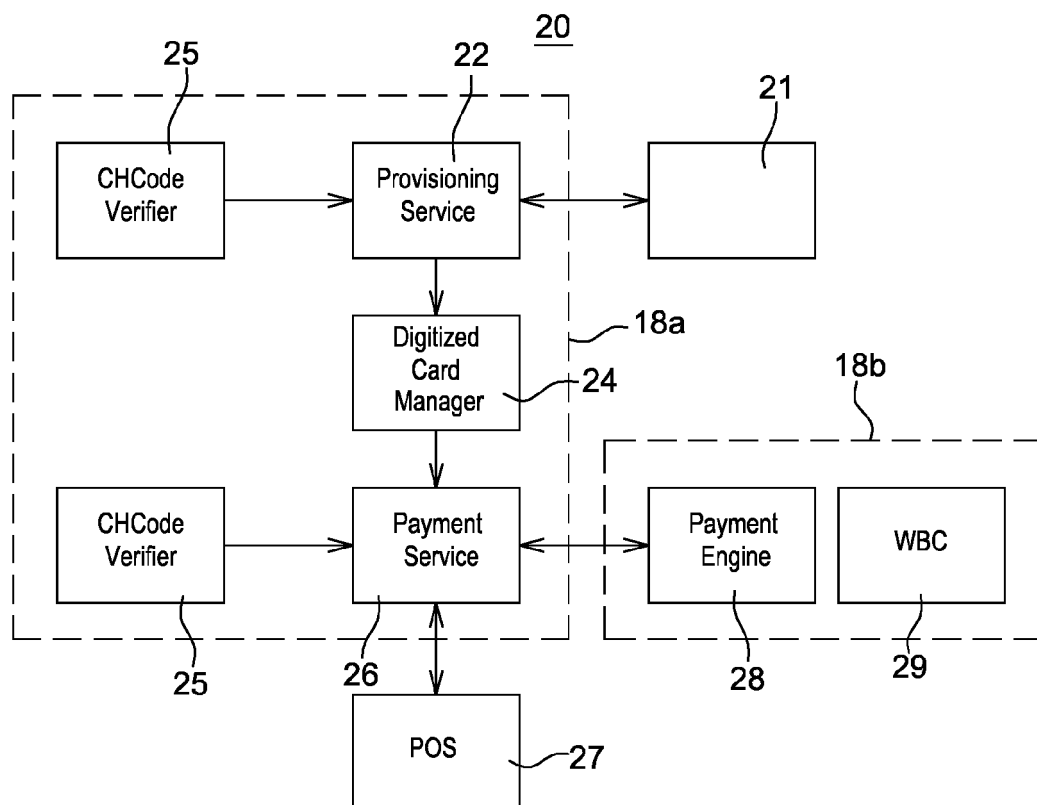 20
25
22
21
CHCode
Verifier
Provisioning
Service
18a
Digitized
Card
Manager
24
18b
CHCode
Verifier
Payment
Service
Payment
Engine
WBC
25
26
28
29
POS
27